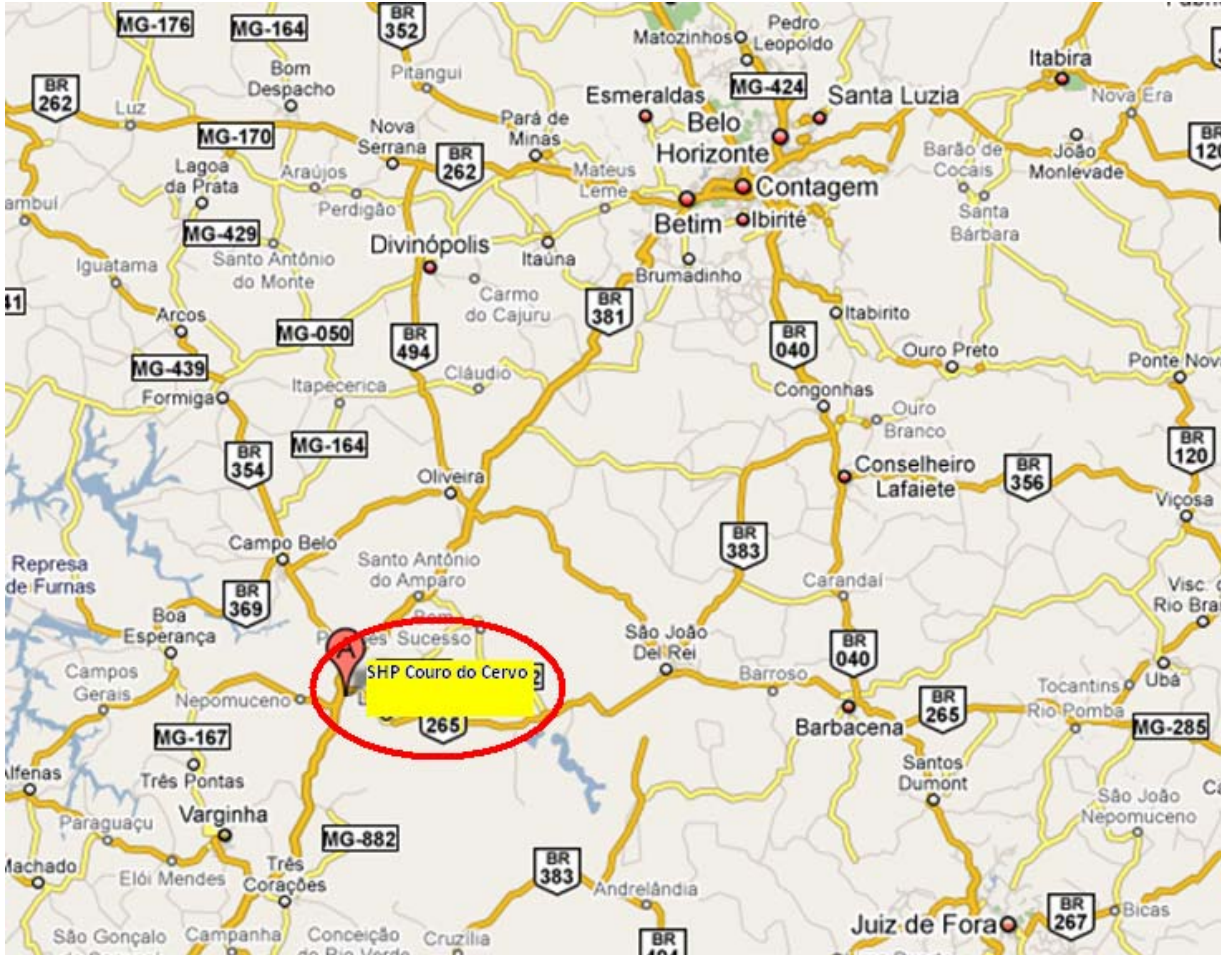 MG-176
MG-164
BR
352
Matozinhos
Pedro
Leopoldo
Itabira
BR
262
Luz
Bom
Despacho
Pitangui
Esmeraldas
MG-424
Santa Luzia
Nova Era
MG-170
Nova
Serrana
Pará de
Minas
Belo
Horizonte
BR
262
Barão de
Cocais
João
Monlevade
BR
120
Lagoa
da Prata
Araújos
Mateus
Leme
Contagem
Perdigão
Betim
Ibirité
Santa
Bárbara
MG-429
Santo Antônio
do Monte
Divinópolis
Itaúna
Brumadinho
Iguatama
Carmo
do Cajuru
BR
381
Itabirito
Arcos
MG-050
BR
494
BR
040
Ouro Preto
Ponte Nov
MG-439
Formiga
Itapecerica
Cláudio
Congonhas
Ouro
Branco
MG-164
BR
354
Oliveira
Conselheiro
Lafaiete
BR
356
BR
120
Viçosa
Campo Belo
BR
383
Represa
de Furnas
Santo Antônio
do Amparo
Carandaí
BR
369
Visc. d
Rio Bra
Boa
Esperança
Sucesso
São João
Del Rei
BR
040
A
SHP Couro do Cervo
Campos
Gerais
Nepomuceno
265
Barroso
Barbacena
BR
265
Tocantins
Ubá
Rio Pomba
MG-167
MG-285
Alfenas
Três Pontas
Santos
Dumont
São João
Nepomuceno
Paraguaçu
Varginha
MG-882
Machado
Elói Mendes
Três
Corações
BR
383
Andrelândia
Juiz de Fora
BR
267
Bicas
São Gonçalo
Campanha
Conceição
do Rio Verde
Cruzília
BR